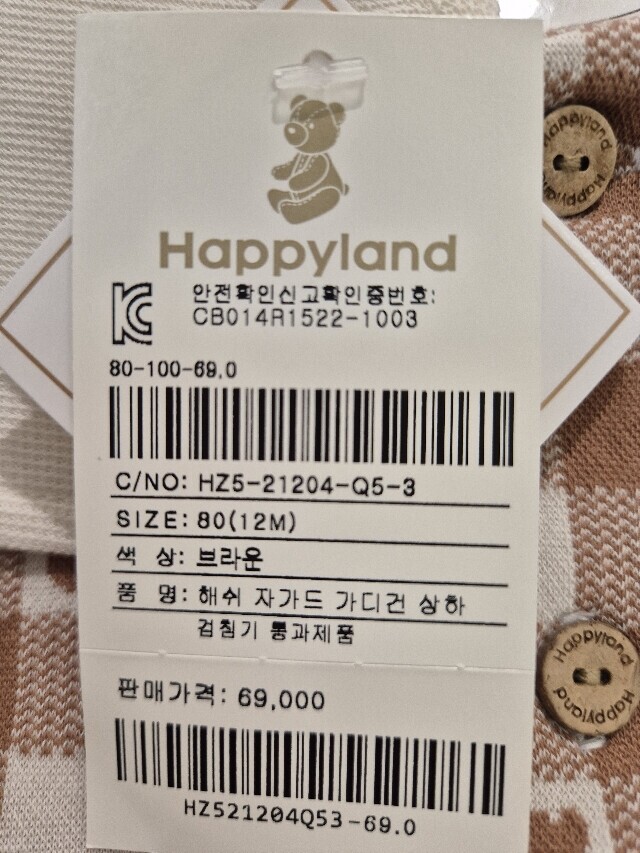 Happyland
안전확인신고확인증번호:
CB014R1522-1003
80-100-69.0
C/NO: HZ5-21204-Q5-3
SIZE: 80(12M)
색 상: 브라운
품 명: 해쉬 자가드 가디건 상하
검침기 통과제품
판매가격: 69,000
HZ521204Q53-69.0
Happyland
Happyland
Happyland
Happyland